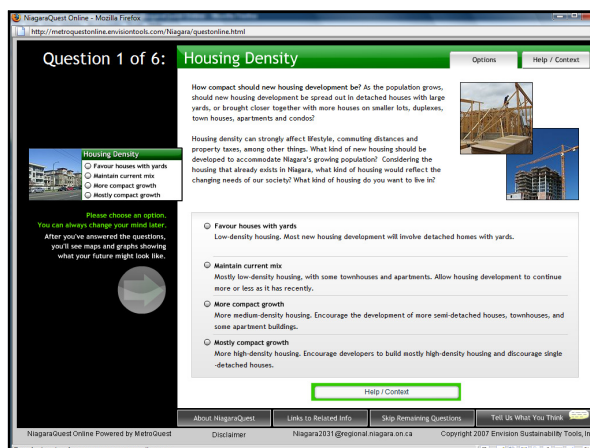 NiagaraQuest Online - Mozilla Firefox
http://metroquestonline.envisiontools.com/Niagara/questonline.html
Question 1 of 6:
Housing Density
Options
Help / Context
How compact should new housing development be? As the population grows,
should new housing development be spread out in detached houses with large
yards, or brought closer together with more houses on smaller lots, duplexes,
town houses, apartments and condos?
Housing density can strongly affect lifestyle, commuting distances and
property taxes, among other things. What kind of new housing should be
developed to accommodate Niagara's growing population? Considering the
housing that already exists in Niagara, what kind of housing would reflect the
changing needs of our society? What kind of housing do you want to live in?
Housing Density
Favour houses with yards
Maintain current mix
More compact growth
Mostly compact growth
Please choose an option.
You can always change your mind later.
After you've answered the questions,
you'll see maps and graphs showing
what your future might look like.
Favour houses with yards
Low-density housing. Most new housing development will involve detached homes with yards.
Maintain current mix
Mostly low-density housing, with some townhouses and apartments. Allow housing development to continue
more or less as it has recently.
More compact growth
More medium-density housing. Encourage the development of more semi-detached houses, townhouses, and
some apartment buildings.
Mostly compact growth
More high-density housing. Encourage developers to build mostly high-density housing and discourage single
-detached houses.
Help / Context
About NiagaraQuest
Links to Related Info
Skip Remaining Questions
Tell Us What You Think
NiagaraQuest Online Powered by MetroQuest
Disclaimer
Niagara2031@regional.niagara.on.ca
Copyright 2007 Envision Sustainability Tools, In